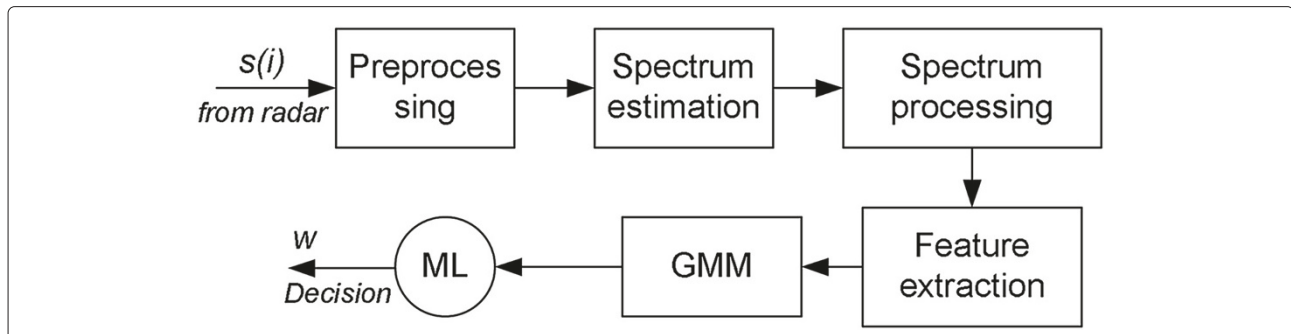 s(i)
from radar
Preproces
sing
Spectrum
estimation
Spectrum
processing
Feature
extraction
GMM
ML
w
Decision